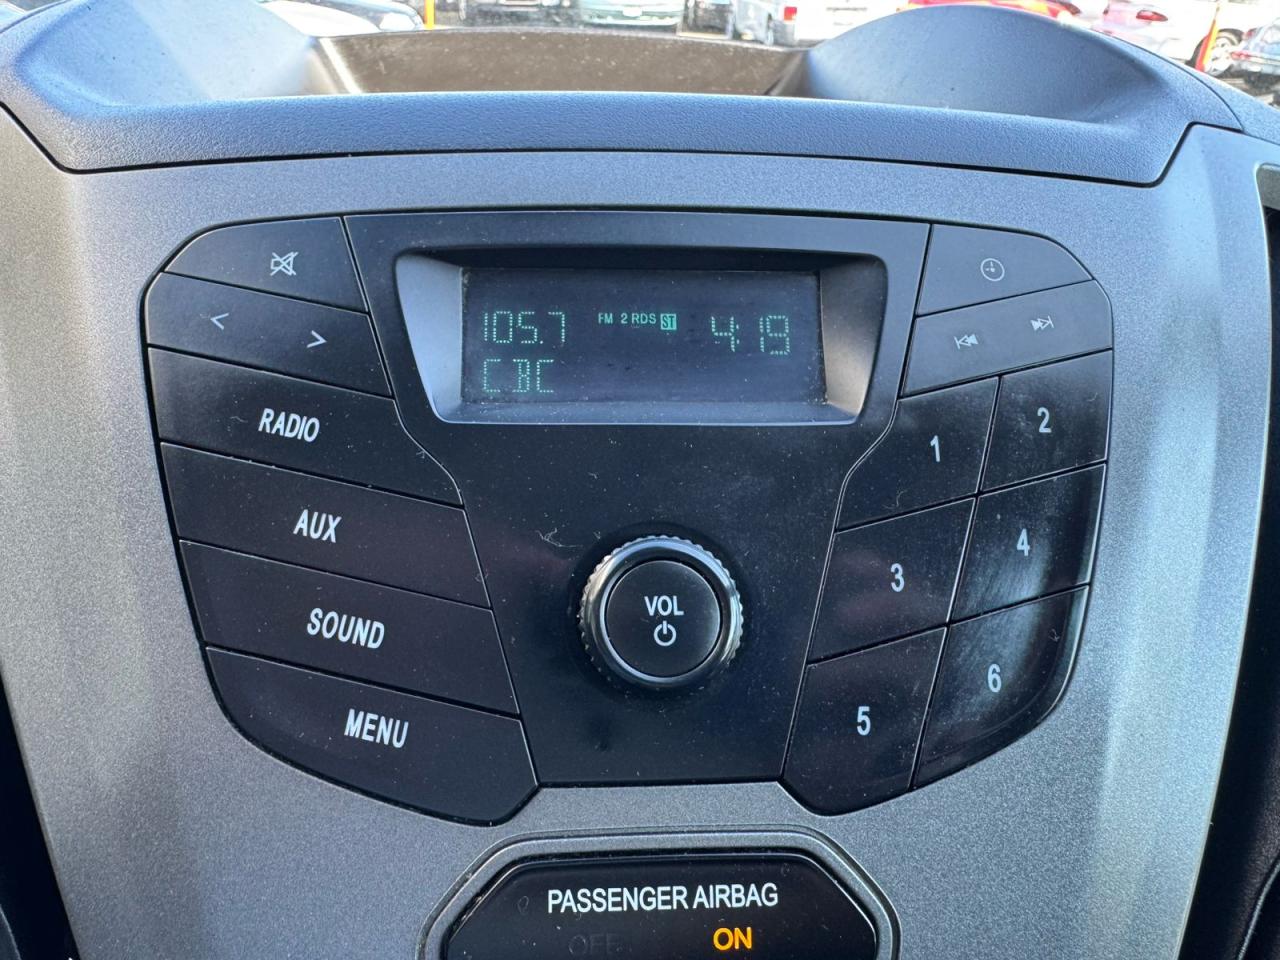 105.7 FM 2 RDS ST 4:19
CBC
RADIO
AUX
SOUND
MENU
VOL
1
2
3
4
5
6
PASSENGER AIRBAG
OFF ON